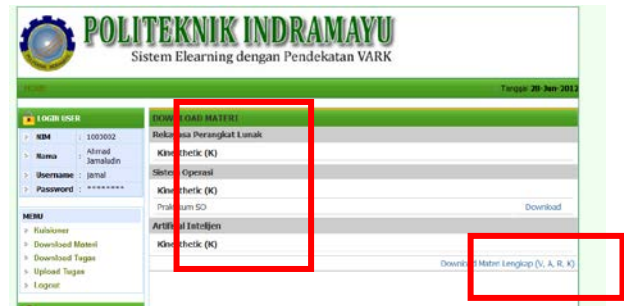 POLITEKNIK INDRAMAYU
Sistem Elearning dengan Pendekatan VARK
HOME
Tanggal 28-Jun-2012
LOGIN USER
NIM : 1003002
Nama : Ahmad Jamaludin
Username : jamal
Password : ********
MENU
Kuisioner
Download Materi
Download Tugas
Upload Tugas
Logout
DOWNLOAD MATERI
Rekayasa Perangkat Lunak
Kinesthetic (K)
Sistem Operasi
Kinesthetic (K)
Praktikum SO Download
Artifical Intelijen
Kinesthetic (K)
Download Materi Lengkap (V, A, R, K)